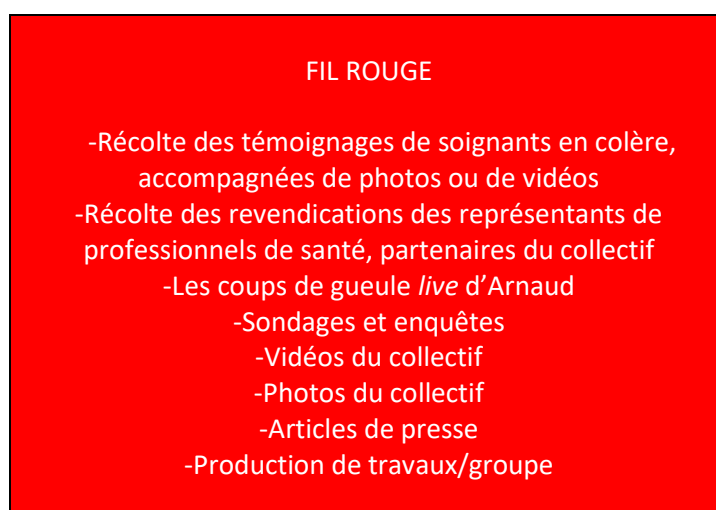 FIL ROUGE
-Récolte des témoignages de soignants en colère,
accompagnées de photos ou de vidéos
-Récolte des revendications des représentants de
professionnels de santé, partenaires du collectif
-Les coups de gueule live d’Arnaud
-Sondages et enquêtes
-Vidéos du collectif
-Photos du collectif
-Articles de presse
-Production de travaux/groupe